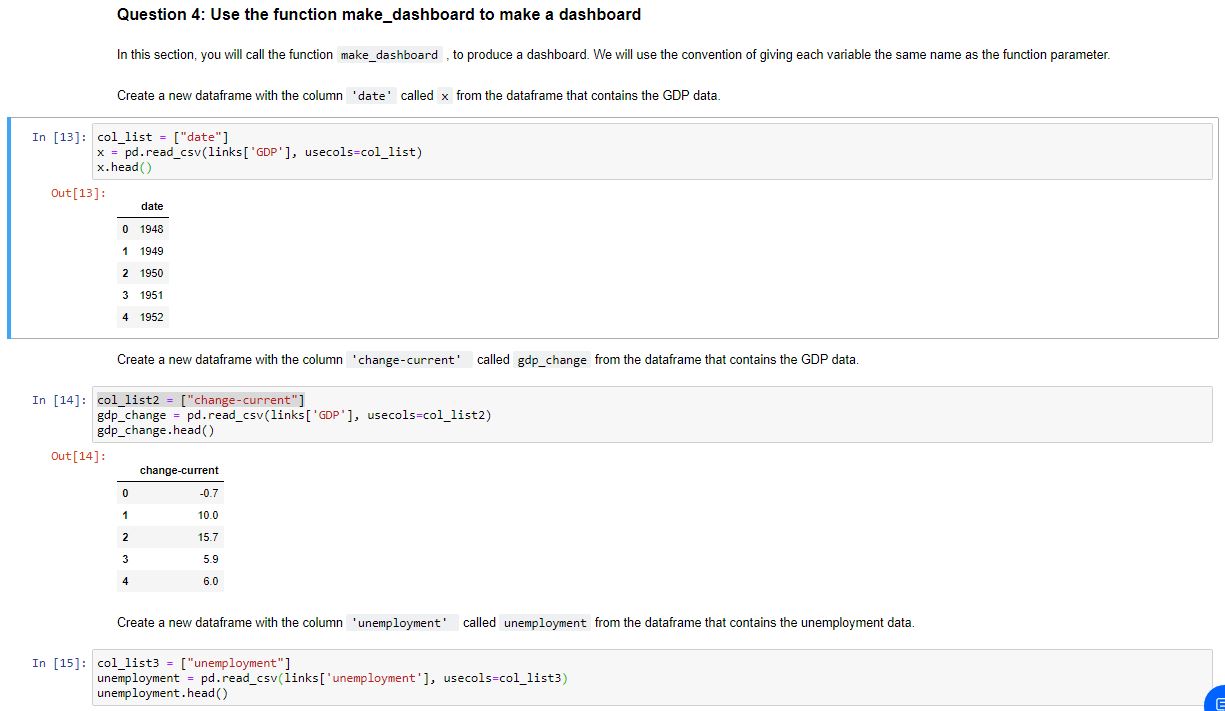 Question 4: Use the function make_dashboard to make a dashboard
In this section, you will call the function make_dashboard , to produce a dashboard. We will use the convention of giving each variable the same name as the function parameter.
Create a new dataframe with the column 'date' called x from the dataframe that contains the GDP data.
In [13]: col_list = ["date"]
x = pd.read_csv(links['GDP'], usecols=col_list)
x.head()
Out[13]:
date
0 1948
1 1949
2 1950
3 1951
4 1952
Create a new dataframe with the column 'change-current' called gdp_change from the dataframe that contains the GDP data.
In [14]: col_list2 = ["change-current"]
gdp_change = pd.read_csv(links['GDP'], usecols=col_list2)
gdp_change.head()
Out[14]:
change-current
0 -0.7
1 10.0
2 15.7
3 5.9
4 6.0
Create a new dataframe with the column 'unemployment' called unemployment from the dataframe that contains the unemployment data.
In [15]: col_list3 = ["unemployment"]
unemployment = pd.read_csv(links['unemployment'], usecols=col_list3)
unemployment.head()